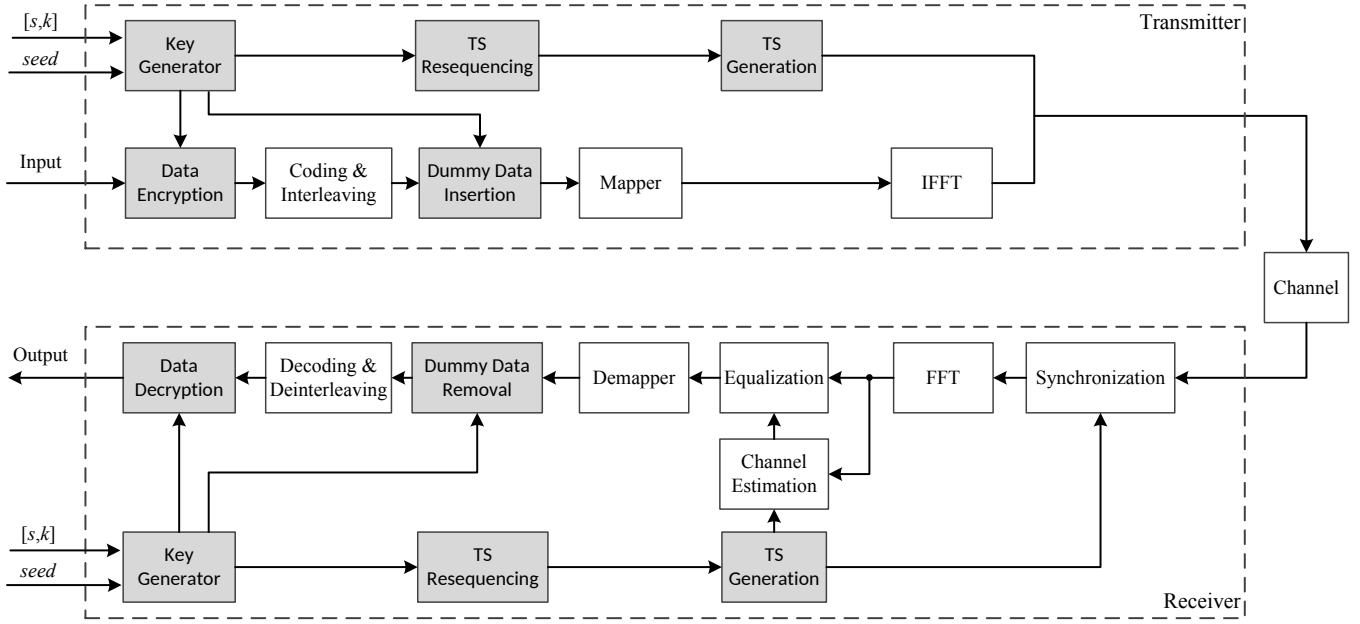 Transmitter
[s,k]
seed
Key
Generator
TS
Resequencing
TS
Generation
Input
Data
Encryption
Coding &
Interleaving
Dummy Data
Insertion
Mapper
IFFT
Channel
Output
Data
Decryption
Decoding &
Deinterleaving
Dummy Data
Removal
Demapper
Equalization
FFT
Synchronization
Channel
Estimation
[s,k]
seed
Key
Generator
TS
Resequencing
TS
Generation
Receiver